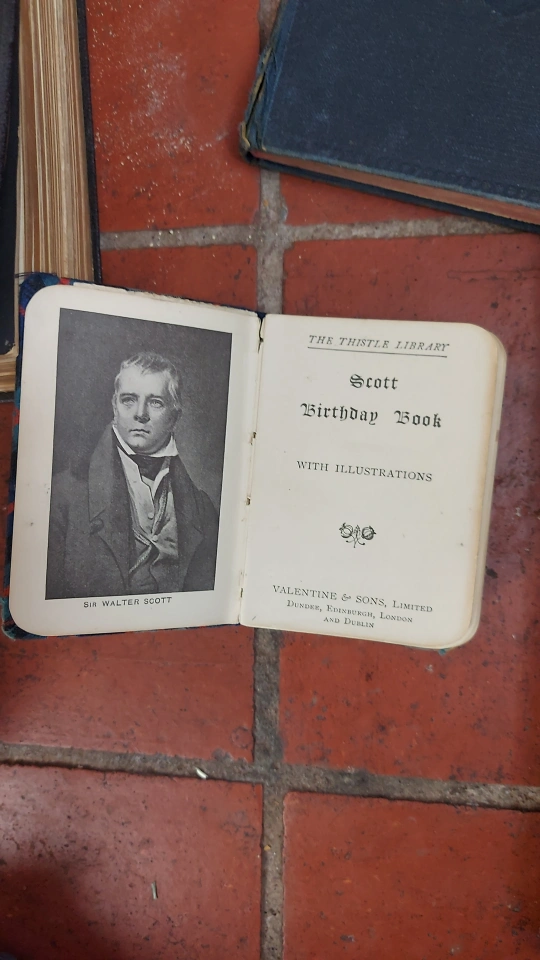 THE THISTLE LIBRARY
Scott
Birthday Book
WITH ILLUSTRATIONS
VALENTINE & SONS, LIMITED
DUNDEE, EDINBURGH, LONDON
AND DUBLIN
SIR WALTER SCOTT